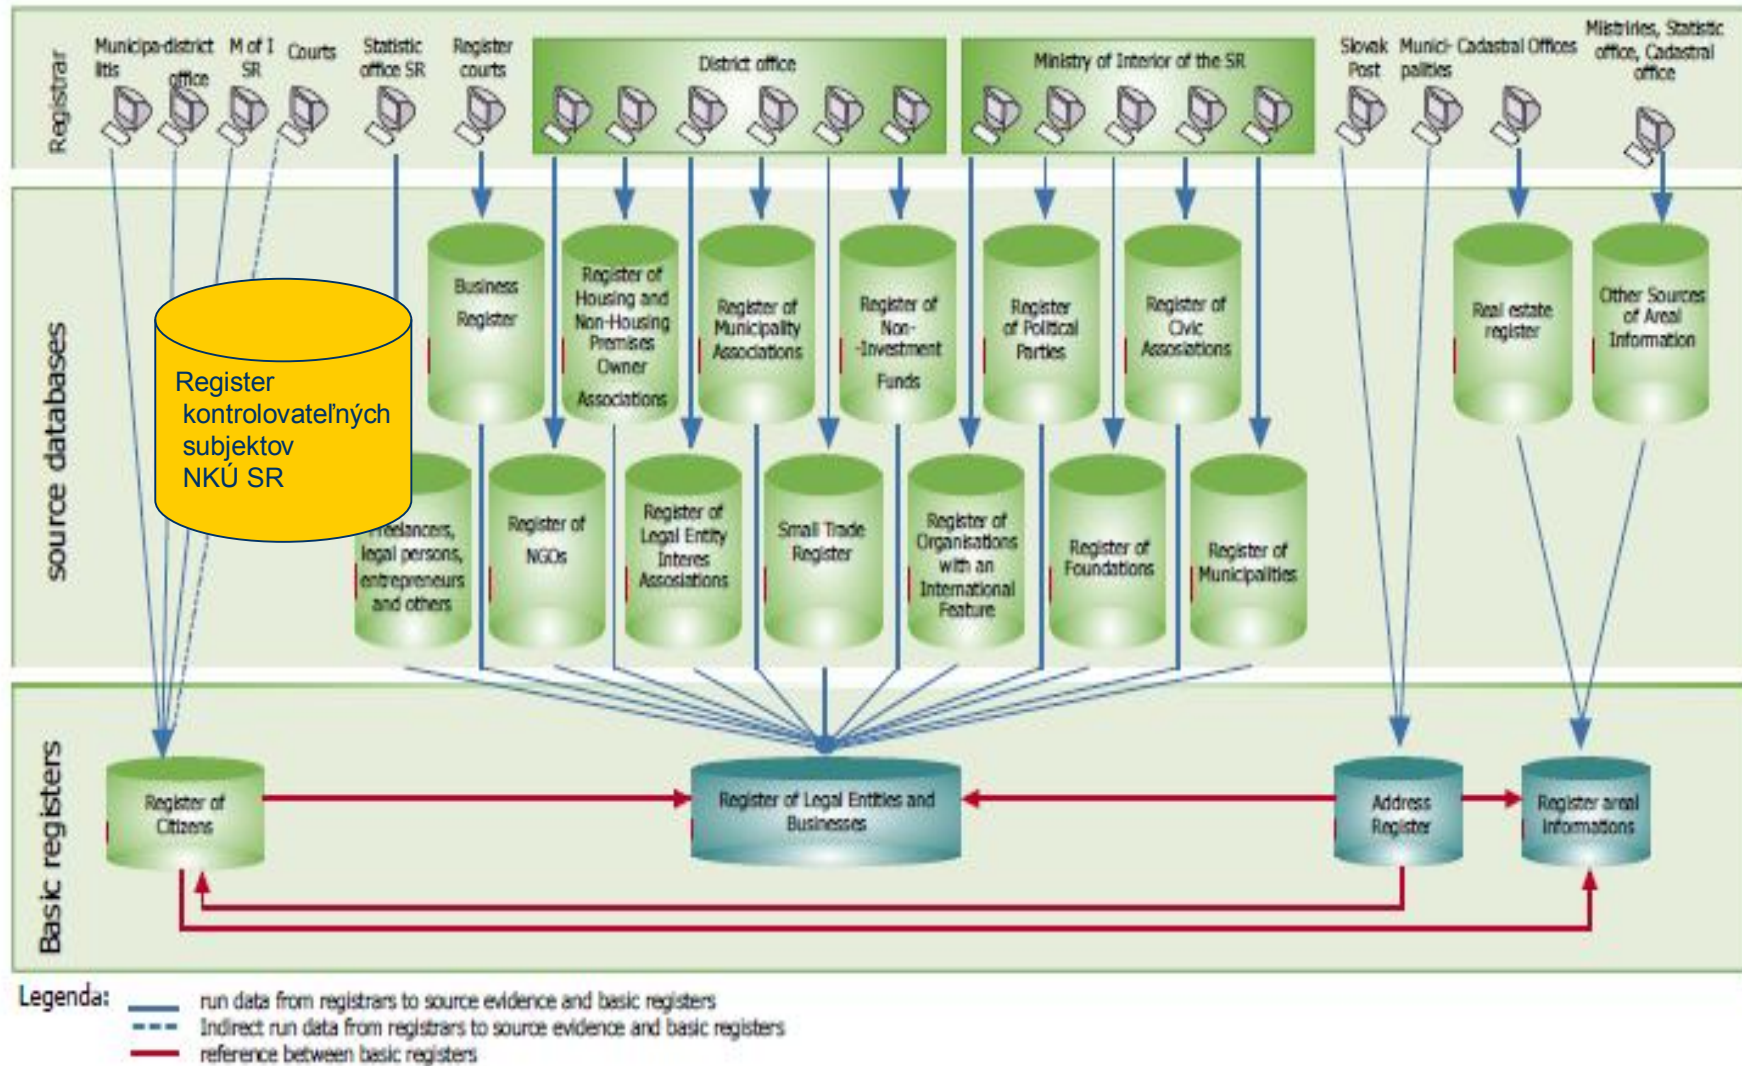 Registrar
Municipa-district
litis
office
M of I
SR
Courts
Statistic
office SR
Register
courts
District office
Ministry of Interior of the SR
Slovak
Post
Munici-
palities
Cadastral Offices
Miistriries, Statistic
office, Cadastral
office
source databases
Register
kontrolovateľných
subjektov
NKÚ SR
Business
Register
Register of
Housing and
Non-Housing
Premises
Owner
Associations
Register of
Municipality
Associations
Register of
Non-
-Investment
Funds
Register
of Political
Parties
Register of
Civic
Assosiations
Real estate
register
Other Sources
of Areal
Information
legal persons,
entrepreneurs
and others
Register of
NGOs
Register of
Legal Entity
Interes
Assosiations
Small Trade
Register
Register of
Organisations
with an
International
Feature
Register of
Foundations
Register of
Municipalities
Basic registers
Register of
Citizens
Register of Legal Entities and
Businesses
Address
Register
Register areal
informations
Legenda:
run data from registrars to source evidence and basic registers
Indirect run data from registrars to source evidence and basic registers
reference between basic registers